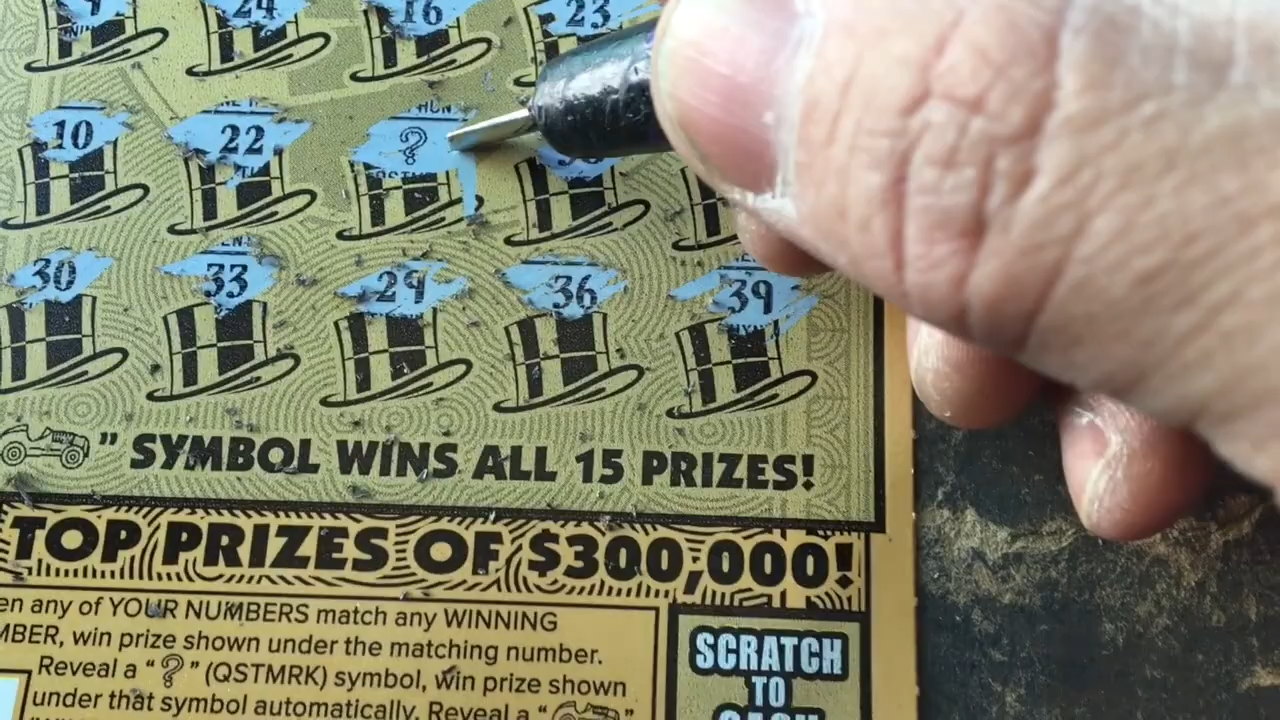 24 16 23
10 22 ?
30 33 29 36 39
" SYMBOL WINS ALL 15 PRIZES!
TOP PRIZES OF $300,000!
any of YOUR NUMBERS match any WINNING
win prize shown under the matching number.
Reveal a " ? " (QSTMRK) symbol, win prize shown
under that symbol automatically. Reveal a " "
SCRATCH
TO
CASH